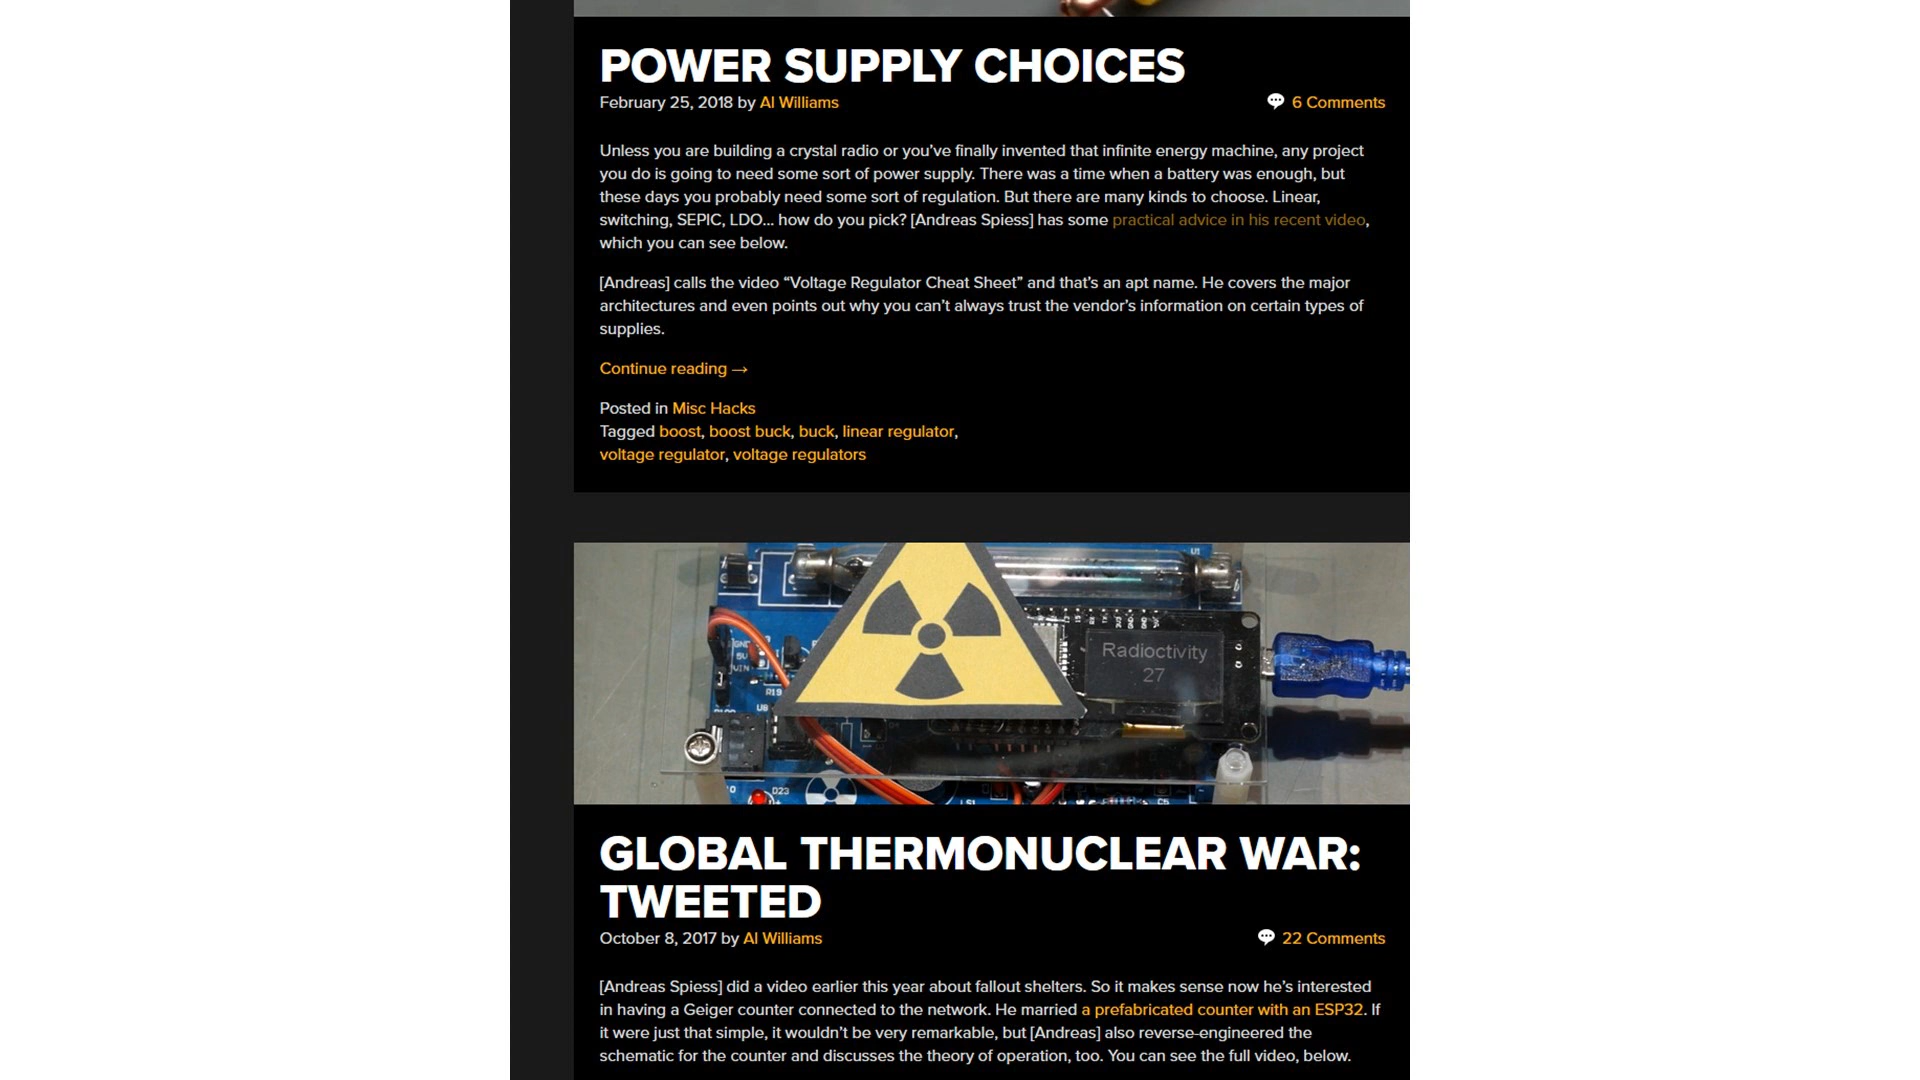 POWER SUPPLY CHOICES
February 25, 2018 by Al Williams
6 Comments
Unless you are building a crystal radio or you’ve finally invented that infinite energy machine, any project
you do is going to need some sort of power supply. There was a time when a battery was enough, but
these days you probably need some sort of regulation. But there are many kinds to choose. Linear,
switching, SEPIC, LDO… how do you pick? [Andreas Spiess] has some practical advice in his recent video,
which you can see below.
[Andreas] calls the video “Voltage Regulator Cheat Sheet” and that’s an apt name. He covers the major
architectures and even points out why you can’t always trust the vendor’s information on certain types of
supplies.
Continue reading →
Posted in Misc Hacks
Tagged boost, boost buck, buck, linear regulator,
voltage regulator, voltage regulators
U1
GND
5V
VIN
R19
U8
Radioctivity
27
D23
LS1
C5
GLOBAL THERMONUCLEAR WAR:
TWEETED
October 8, 2017 by Al Williams
22 Comments
[Andreas Spiess] did a video earlier this year about fallout shelters. So it makes sense now he’s interested
in having a Geiger counter connected to the network. He married a prefabricated counter with an ESP32. If
it were just that simple, it wouldn’t be very remarkable, but [Andreas] also reverse-engineered the
schematic for the counter and discusses the theory of operation, too. You can see the full video, below.